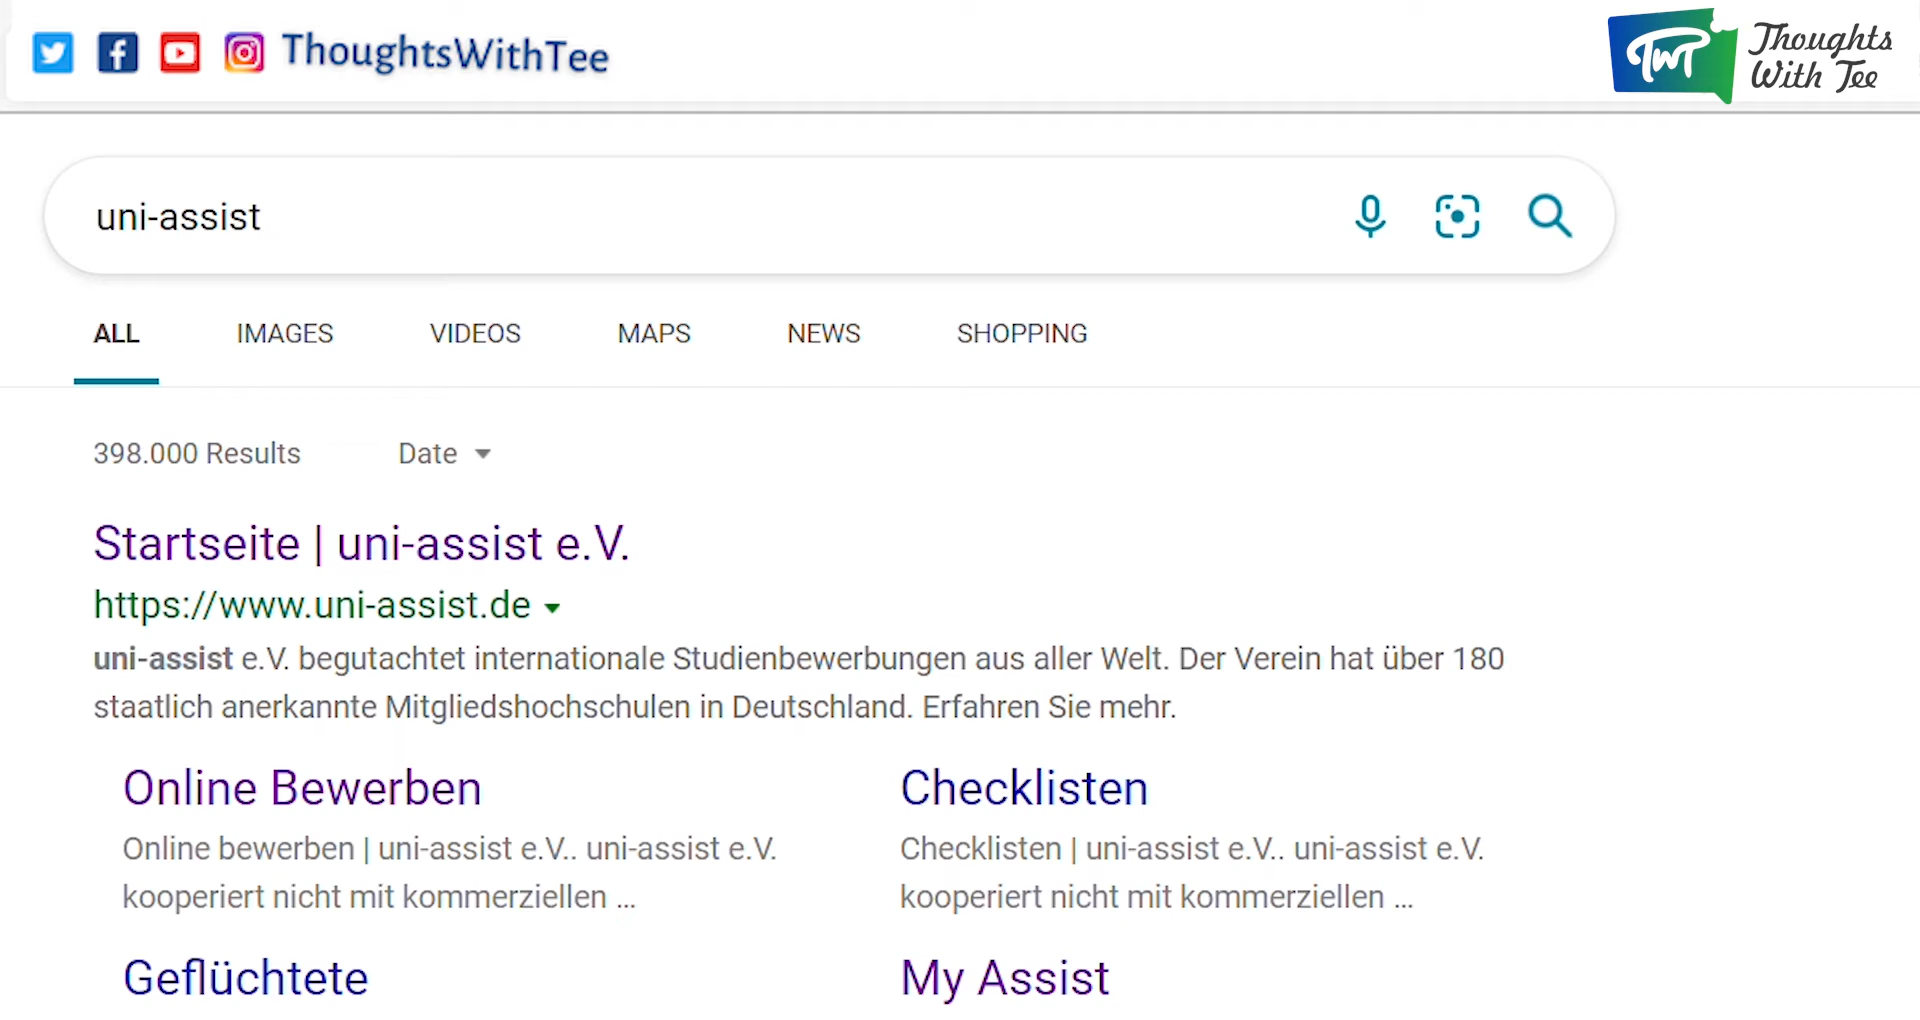 ThoughtsWithTee
TwT
Thoughts
With Tee
uni-assist
ALL IMAGES VIDEOS MAPS NEWS SHOPPING
398.000 Results Date
Startseite | uni-assist e.V.
https://www.uni-assist.de
uni-assist e.V. begutachtet internationale Studienbewerbungen aus aller Welt. Der Verein hat über 180
staatlich anerkannte Mitgliedshochschulen in Deutschland. Erfahren Sie mehr.
Online Bewerben
Online bewerben | uni-assist e.V.. uni-assist e.V.
kooperiert nicht mit kommerziellen ...
Checklisten
Checklisten | uni-assist e.V.. uni-assist e.V.
kooperiert nicht mit kommerziellen ...
Geflüchtete
My Assist